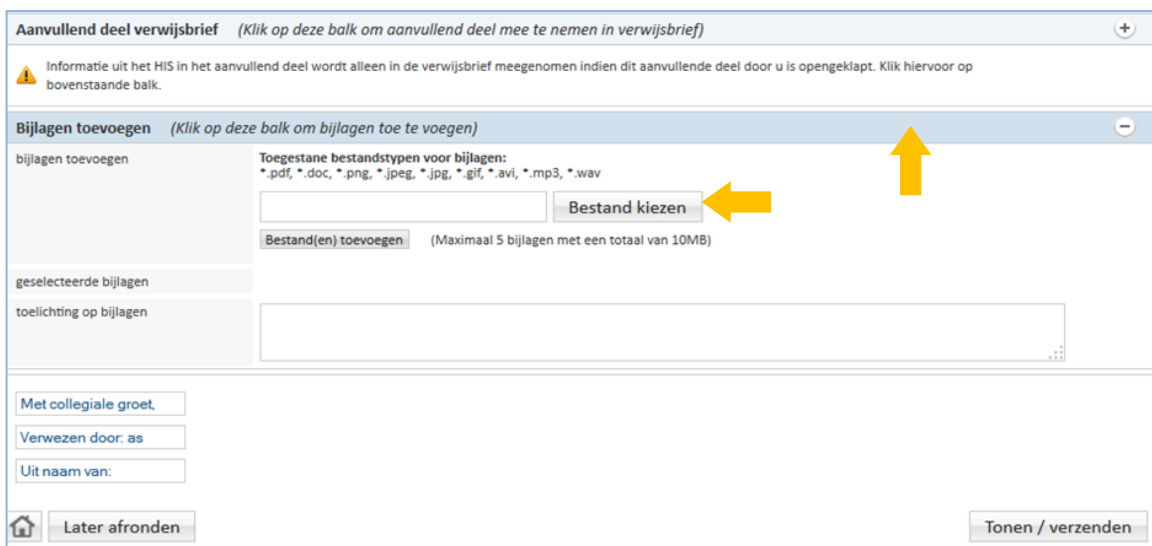 Aanvullend deel verwijsbrief (Klik op deze balk om aanvullend deel mee te nemen in verwijsbrief)
Informatie uit het HIS in het aanvullend deel wordt alleen in de verwijsbrief meegenomen indien dit aanvullende deel door u is opengeklapt. Klik hiervoor op
bovenstaande balk.
Bijlagen toevoegen (Klik op deze balk om bijlagen toe te voegen)
bijlagen toevoegen
Toegestane bestandstypen voor bijlagen:
*.pdf, *.doc, *.png, *.jpeg, *.jpg, *.gif, *.avi, *.mp3, *.wav
Bestand kiezen
Bestand(en) toevoegen (Maximaal 5 bijlagen met een totaal van 10MB)
geselecteerde bijlagen
toelichting op bijlagen
Met collegiale groet,
Verwezen door: as
Uit naam van:
Later afronden Tonen / verzenden